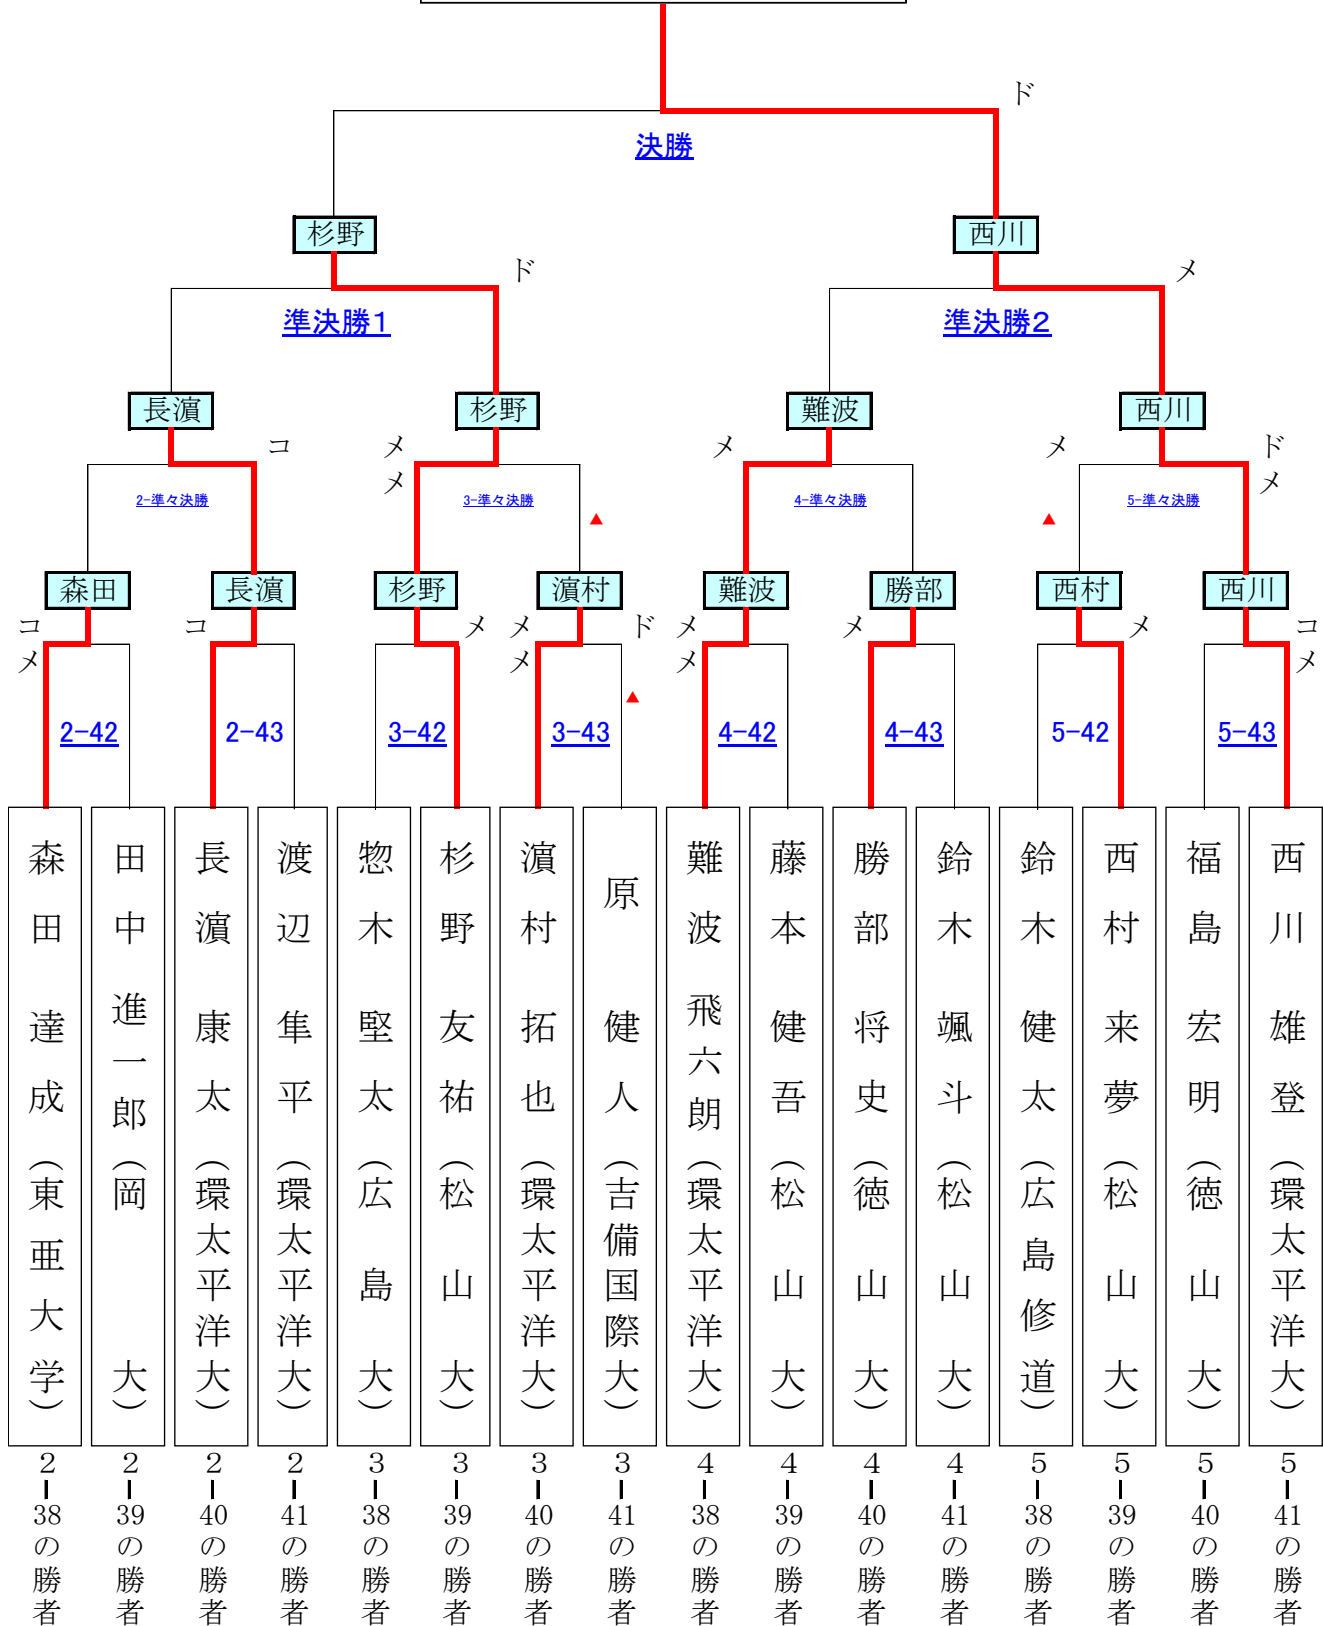 ド
決勝
杉野
西川
ド
メ
準決勝1
準決勝2
長濵
杉野
難波
西川
コ
メ
メ
メ
メ
ド
メ
2-準々決勝
3-準々決勝
4-準々決勝
5-準々決勝
▲
▲
森田
長濵
杉野
濵村
難波
勝部
西村
西川
コ
メ
コ
メ
メ
メ
ド
メ
メ
メ
メ
コ
メ
▲
2-42
2-43
3-42
3-43
4-42
4-43
5-42
5-43
森田 達成(東亜大学)
田中 進一郎(岡大)
長濵 康太(環太平洋大)
渡辺 隼平(環太平洋大)
惣木 堅太(広島大)
杉野 友祐(松山大)
濵村 拓也(環太平洋大)
原 健人(吉備国際大)
難波 飛六朗(環太平洋大)
藤本 健吾(松山大)
勝部 将史(徳山大)
鈴木 颯斗(松山大)
鈴木 健太(広島修道)
西村 来夢(松山大)
福島 宏明(徳山大)
西川 雄登(環太平洋大)
2-38の勝者
2-39の勝者
2-40の勝者
2-41の勝者
3-38の勝者
3-39の勝者
3-40の勝者
3-41の勝者
4-38の勝者
4-39の勝者
4-40の勝者
4-41の勝者
5-38の勝者
5-39の勝者
5-40の勝者
5-41の勝者